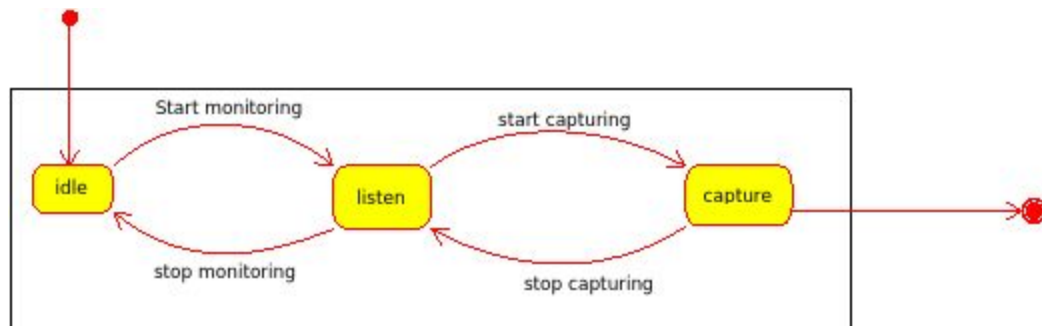 Start monitoring
start capturing
idle
listen
capture
stop monitoring
stop capturing